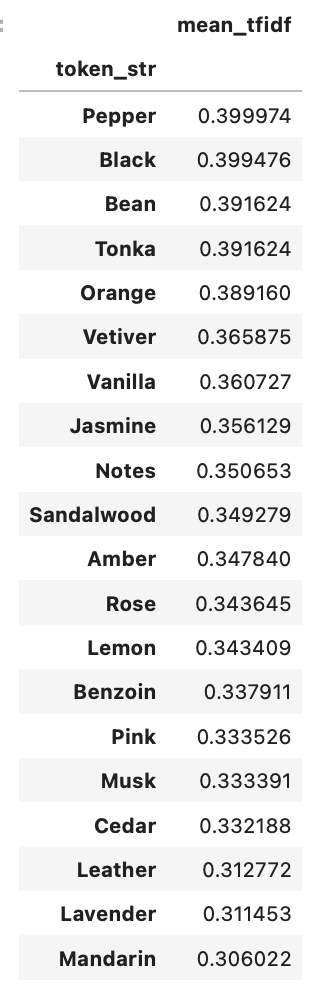 mean_tfidf
token_str
Pepper 0.399974
Black 0.399476
Bean 0.391624
Tonka 0.391624
Orange 0.389160
Vetiver 0.365875
Vanilla 0.360727
Jasmine 0.356129
Notes 0.350653
Sandalwood 0.349279
Amber 0.347840
Rose 0.343645
Lemon 0.343409
Benzoin 0.337911
Pink 0.333526
Musk 0.333391
Cedar 0.332188
Leather 0.312772
Lavender 0.311453
Mandarin 0.306022